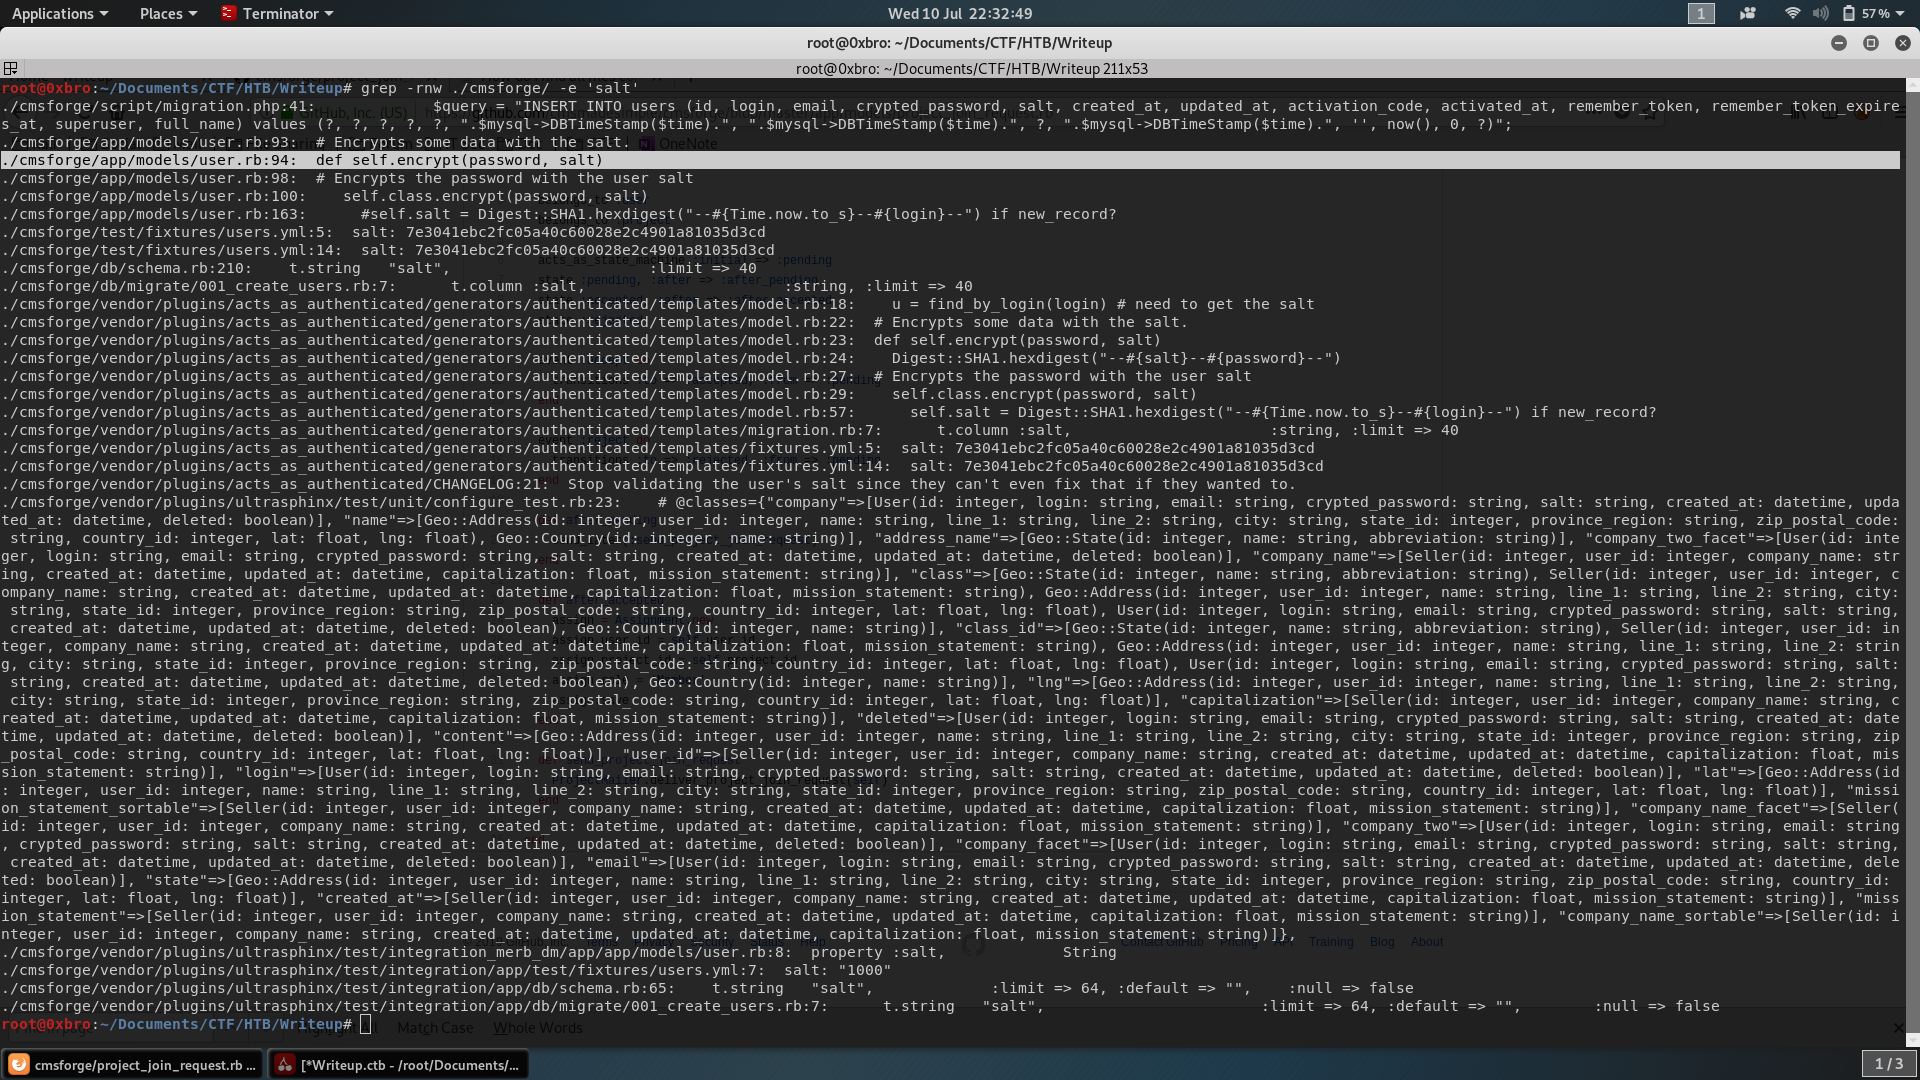 Applications Places Terminator Wed 10 Jul 22:32:49 1 57 %
root@0xbro: ~/Documents/CTF/HTB/Writeup
root@0xbro: ~/Documents/CTF/HTB/Writeup 211x53
root@0xbro:~/Documents/CTF/HTB/Writeup# grep -rnw ./cmsforge/ -e 'salt'
./cmsforge/script/migration.php:41: $query = "INSERT INTO users (id, login, email, crypted_password, salt, created_at, updated_at, activation_code, activated_at, remember_token, remember_token_expire
s_at, superuser, full_name) values (?, ?, ?, ?, ?, ".$mysql->DBTimeStamp($time).", ".$mysql->DBTimeStamp($time).", ?, ".$mysql->DBTimeStamp($time).", '', now(), 0, ?)";
./cmsforge/app/models/user.rb:93: # Encrypts some data with the salt.
./cmsforge/app/models/user.rb:94: def self.encrypt(password, salt)
./cmsforge/app/models/user.rb:98: # Encrypts the password with the user salt
./cmsforge/app/models/user.rb:100: self.class.encrypt(password, salt)
./cmsforge/app/models/user.rb:163: #self.salt = Digest::SHA1.hexdigest("--#{Time.now.to_s}--#{login}--") if new_record?
./cmsforge/test/fixtures/users.yml:5: salt: 7e3041ebc2fc05a40c60028e2c4901a81035d3cd
./cmsforge/test/fixtures/users.yml:14: salt: 7e3041ebc2fc05a40c60028e2c4901a81035d3cd
./cmsforge/db/schema.rb:210: t.string "salt", :limit => 40
./cmsforge/db/migrate/001_create_users.rb:7: t.column :salt, :string, :limit => 40
./cmsforge/vendor/plugins/acts_as_authenticated/generators/authenticated/templates/model.rb:18: u = find_by_login(login) # need to get the salt
./cmsforge/vendor/plugins/acts_as_authenticated/generators/authenticated/templates/model.rb:22: # Encrypts some data with the salt.
./cmsforge/vendor/plugins/acts_as_authenticated/generators/authenticated/templates/model.rb:23: def self.encrypt(password, salt)
./cmsforge/vendor/plugins/acts_as_authenticated/generators/authenticated/templates/model.rb:24: Digest::SHA1.hexdigest("--#{salt}--#{password}--")
./cmsforge/vendor/plugins/acts_as_authenticated/generators/authenticated/templates/model.rb:27: # Encrypts the password with the user salt
./cmsforge/vendor/plugins/acts_as_authenticated/generators/authenticated/templates/model.rb:29: self.class.encrypt(password, salt)
./cmsforge/vendor/plugins/acts_as_authenticated/generators/authenticated/templates/model.rb:57: self.salt = Digest::SHA1.hexdigest("--#{Time.now.to_s}--#{login}--") if new_record?
./cmsforge/vendor/plugins/acts_as_authenticated/generators/authenticated/templates/migration.rb:7: t.column :salt, :string, :limit => 40
./cmsforge/vendor/plugins/acts_as_authenticated/generators/authenticated/templates/fixtures.yml:5: salt: 7e3041ebc2fc05a40c60028e2c4901a81035d3cd
./cmsforge/vendor/plugins/acts_as_authenticated/generators/authenticated/templates/fixtures.yml:14: salt: 7e3041ebc2fc05a40c60028e2c4901a81035d3cd
./cmsforge/vendor/plugins/acts_as_authenticated/CHANGELOG:21: Stop validating the user's salt since they can't even fix that if they wanted to.
./cmsforge/vendor/plugins/ultrasphinx/test/unit/configure_test.rb:23: # @classes={"company"=>[User(id: integer, login: string, email: string, crypted_password: string, salt: string, created_at: datetime, upda
ted_at: datetime, deleted: boolean)], "name"=>[Geo::Address(id: integer, user_id: integer, name: string, line_1: string, line_2: string, city: string, state_id: integer, province_region: string, zip_postal_code:
string, country_id: integer, lat: float, lng: float), Geo::Country(id: integer, name: string)], "address_name"=>[Geo::State(id: integer, name: string, abbreviation: string)], "company_two_facet"=>[User(id: inte
ger, login: string, email: string, crypted_password: string, salt: string, created_at: datetime, updated_at: datetime, deleted: boolean)], "company_name"=>[Seller(id: integer, user_id: integer, company_name: str
ing, created_at: datetime, updated_at: datetime, capitalization: float, mission_statement: string)], "class"=>[Geo::State(id: integer, name: string, abbreviation: string), Seller(id: integer, user_id: integer, c
ompany_name: string, created_at: datetime, updated_at: datetime, capitalization: float, mission_statement: string), Geo::Address(id: integer, user_id: integer, name: string, line_1: string, line_2: string, city:
string, state_id: integer, province_region: string, zip_postal_code: string, country_id: integer, lat: float, lng: float), User(id: integer, login: string, email: string, crypted_password: string, salt: string,
created_at: datetime, updated_at: datetime, deleted: boolean), Geo::Country(id: integer, name: string)], "class_id"=>[Geo::State(id: integer, name: string, abbreviation: string), Seller(id: integer, user_id: in
teger, company_name: string, created_at: datetime, updated_at: datetime, capitalization: float, mission_statement: string), Geo::Address(id: integer, user_id: integer, name: string, line_1: string, line_2: strin
g, city: string, state_id: integer, province_region: string, zip_postal_code: string, country_id: integer, lat: float, lng: float), User(id: integer, login: string, email: string, crypted_password: string, salt:
string, created_at: datetime, updated_at: datetime, deleted: boolean), Geo::Country(id: integer, name: string)], "lng"=>[Geo::Address(id: integer, user_id: integer, name: string, line_1: string, line_2: string,
city: string, state_id: integer, province_region: string, zip_postal_code: string, country_id: integer, lat: float, lng: float)], "capitalization"=>[Seller(id: integer, user_id: integer, company_name: string, c
reated_at: datetime, updated_at: datetime, capitalization: float, mission_statement: string)], "deleted"=>[User(id: integer, login: string, email: string, crypted_password: string, salt: string, created_at: date
time, updated_at: datetime, deleted: boolean)], "content"=>[Geo::Address(id: integer, user_id: integer, name: string, line_1: string, line_2: string, city: string, state_id: integer, province_region: string, zip
_postal_code: string, country_id: integer, lat: float, lng: float)], "user_id"=>[Seller(id: integer, user_id: integer, company_name: string, created_at: datetime, updated_at: datetime, capitalization: float, mis
sion_statement: string)], "login"=>[User(id: integer, login: string, email: string, crypted_password: string, salt: string, created_at: datetime, updated_at: datetime, deleted: boolean)], "lat"=>[Geo::Address(id
: integer, user_id: integer, name: string, line_1: string, line_2: string, city: string, state_id: integer, province_region: string, zip_postal_code: string, country_id: integer, lat: float, lng: float)], "missi
on_statement_sortable"=>[Seller(id: integer, user_id: integer, company_name: string, created_at: datetime, updated_at: datetime, capitalization: float, mission_statement: string)], "company_name_facet"=>[Seller(
id: integer, user_id: integer, company_name: string, created_at: datetime, updated_at: datetime, capitalization: float, mission_statement: string)], "company_two"=>[User(id: integer, login: string, email: string
, crypted_password: string, salt: string, created_at: datetime, updated_at: datetime, deleted: boolean)], "company_facet"=>[User(id: integer, login: string, email: string, crypted_password: string, salt: string,
created_at: datetime, updated_at: datetime, deleted: boolean)], "email"=>[User(id: integer, login: string, email: string, crypted_password: string, salt: string, created_at: datetime, updated_at: datetime, dele
ted: boolean)], "state"=>[Geo::Address(id: integer, user_id: integer, name: string, line_1: string, line_2: string, city: string, state_id: integer, province_region: string, zip_postal_code: string, country_id:
integer, lat: float, lng: float)], "created_at"=>[Seller(id: integer, user_id: integer, company_name: string, created_at: datetime, updated_at: datetime, capitalization: float, mission_statement: string)], "miss
ion_statement"=>[Seller(id: integer, user_id: integer, company_name: string, created_at: datetime, updated_at: datetime, capitalization: float, mission_statement: string)], "company_name_sortable"=>[Seller(id: i
nteger, user_id: integer, company_name: string, created_at: datetime, updated_at: datetime, capitalization: float, mission_statement: string)]},
./cmsforge/vendor/plugins/ultrasphinx/test/integration_merb_dm/app/app/models/user.rb:8: property :salt, String
./cmsforge/vendor/plugins/ultrasphinx/test/integration/app/test/fixtures/users.yml:7: salt: "1000"
./cmsforge/vendor/plugins/ultrasphinx/test/integration/app/db/schema.rb:65: t.string "salt", :limit => 64, :default => "", :null => false
./cmsforge/vendor/plugins/ultrasphinx/test/integration/app/db/migrate/001_create_users.rb:7: t.string "salt", :limit => 64, :default => "", :null => false
root@0xbro:~/Documents/CTF/HTB/Writeup# Match Case Whole Words
cmsforge/project_join_request.rb ... [*Writeup.ctb - /root/Documents/... 1 / 3